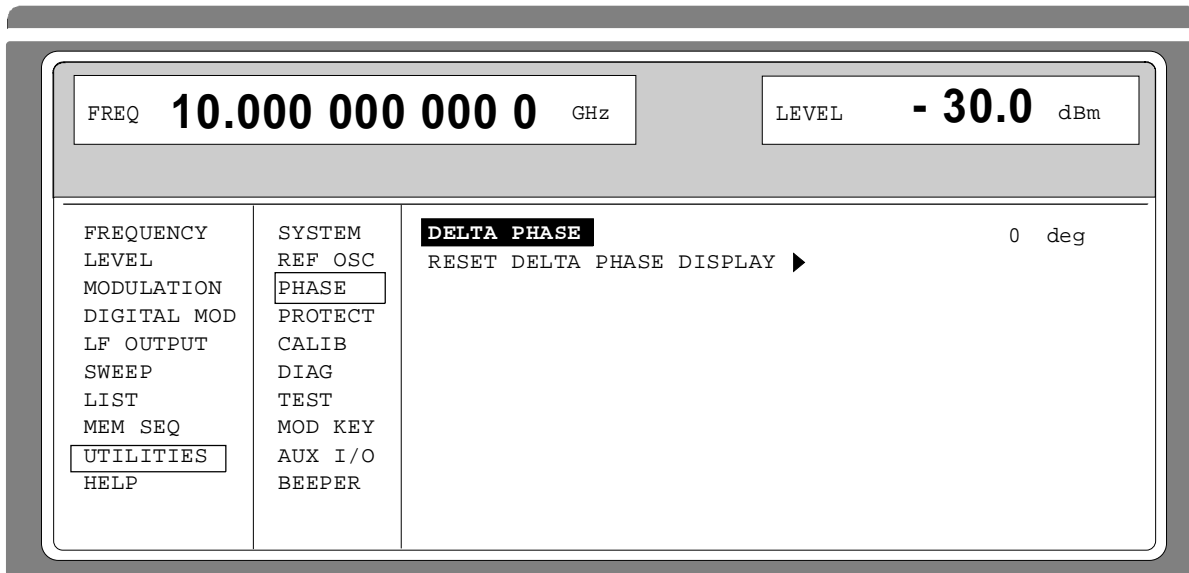 FREQ 10.000 000 000 0 GHz
LEVEL - 30.0 dBm
FREQUENCY
LEVEL
MODULATION
DIGITAL MOD
LF OUTPUT
SWEEP
LIST
MEM SEQ
UTILITIES
HELP
SYSTEM
REF OSC
PHASE
PROTECT
CALIB
DIAG
TEST
MOD KEY
AUX I/O
BEEPER
DELTA PHASE 0 deg
RESET DELTA PHASE DISPLAY